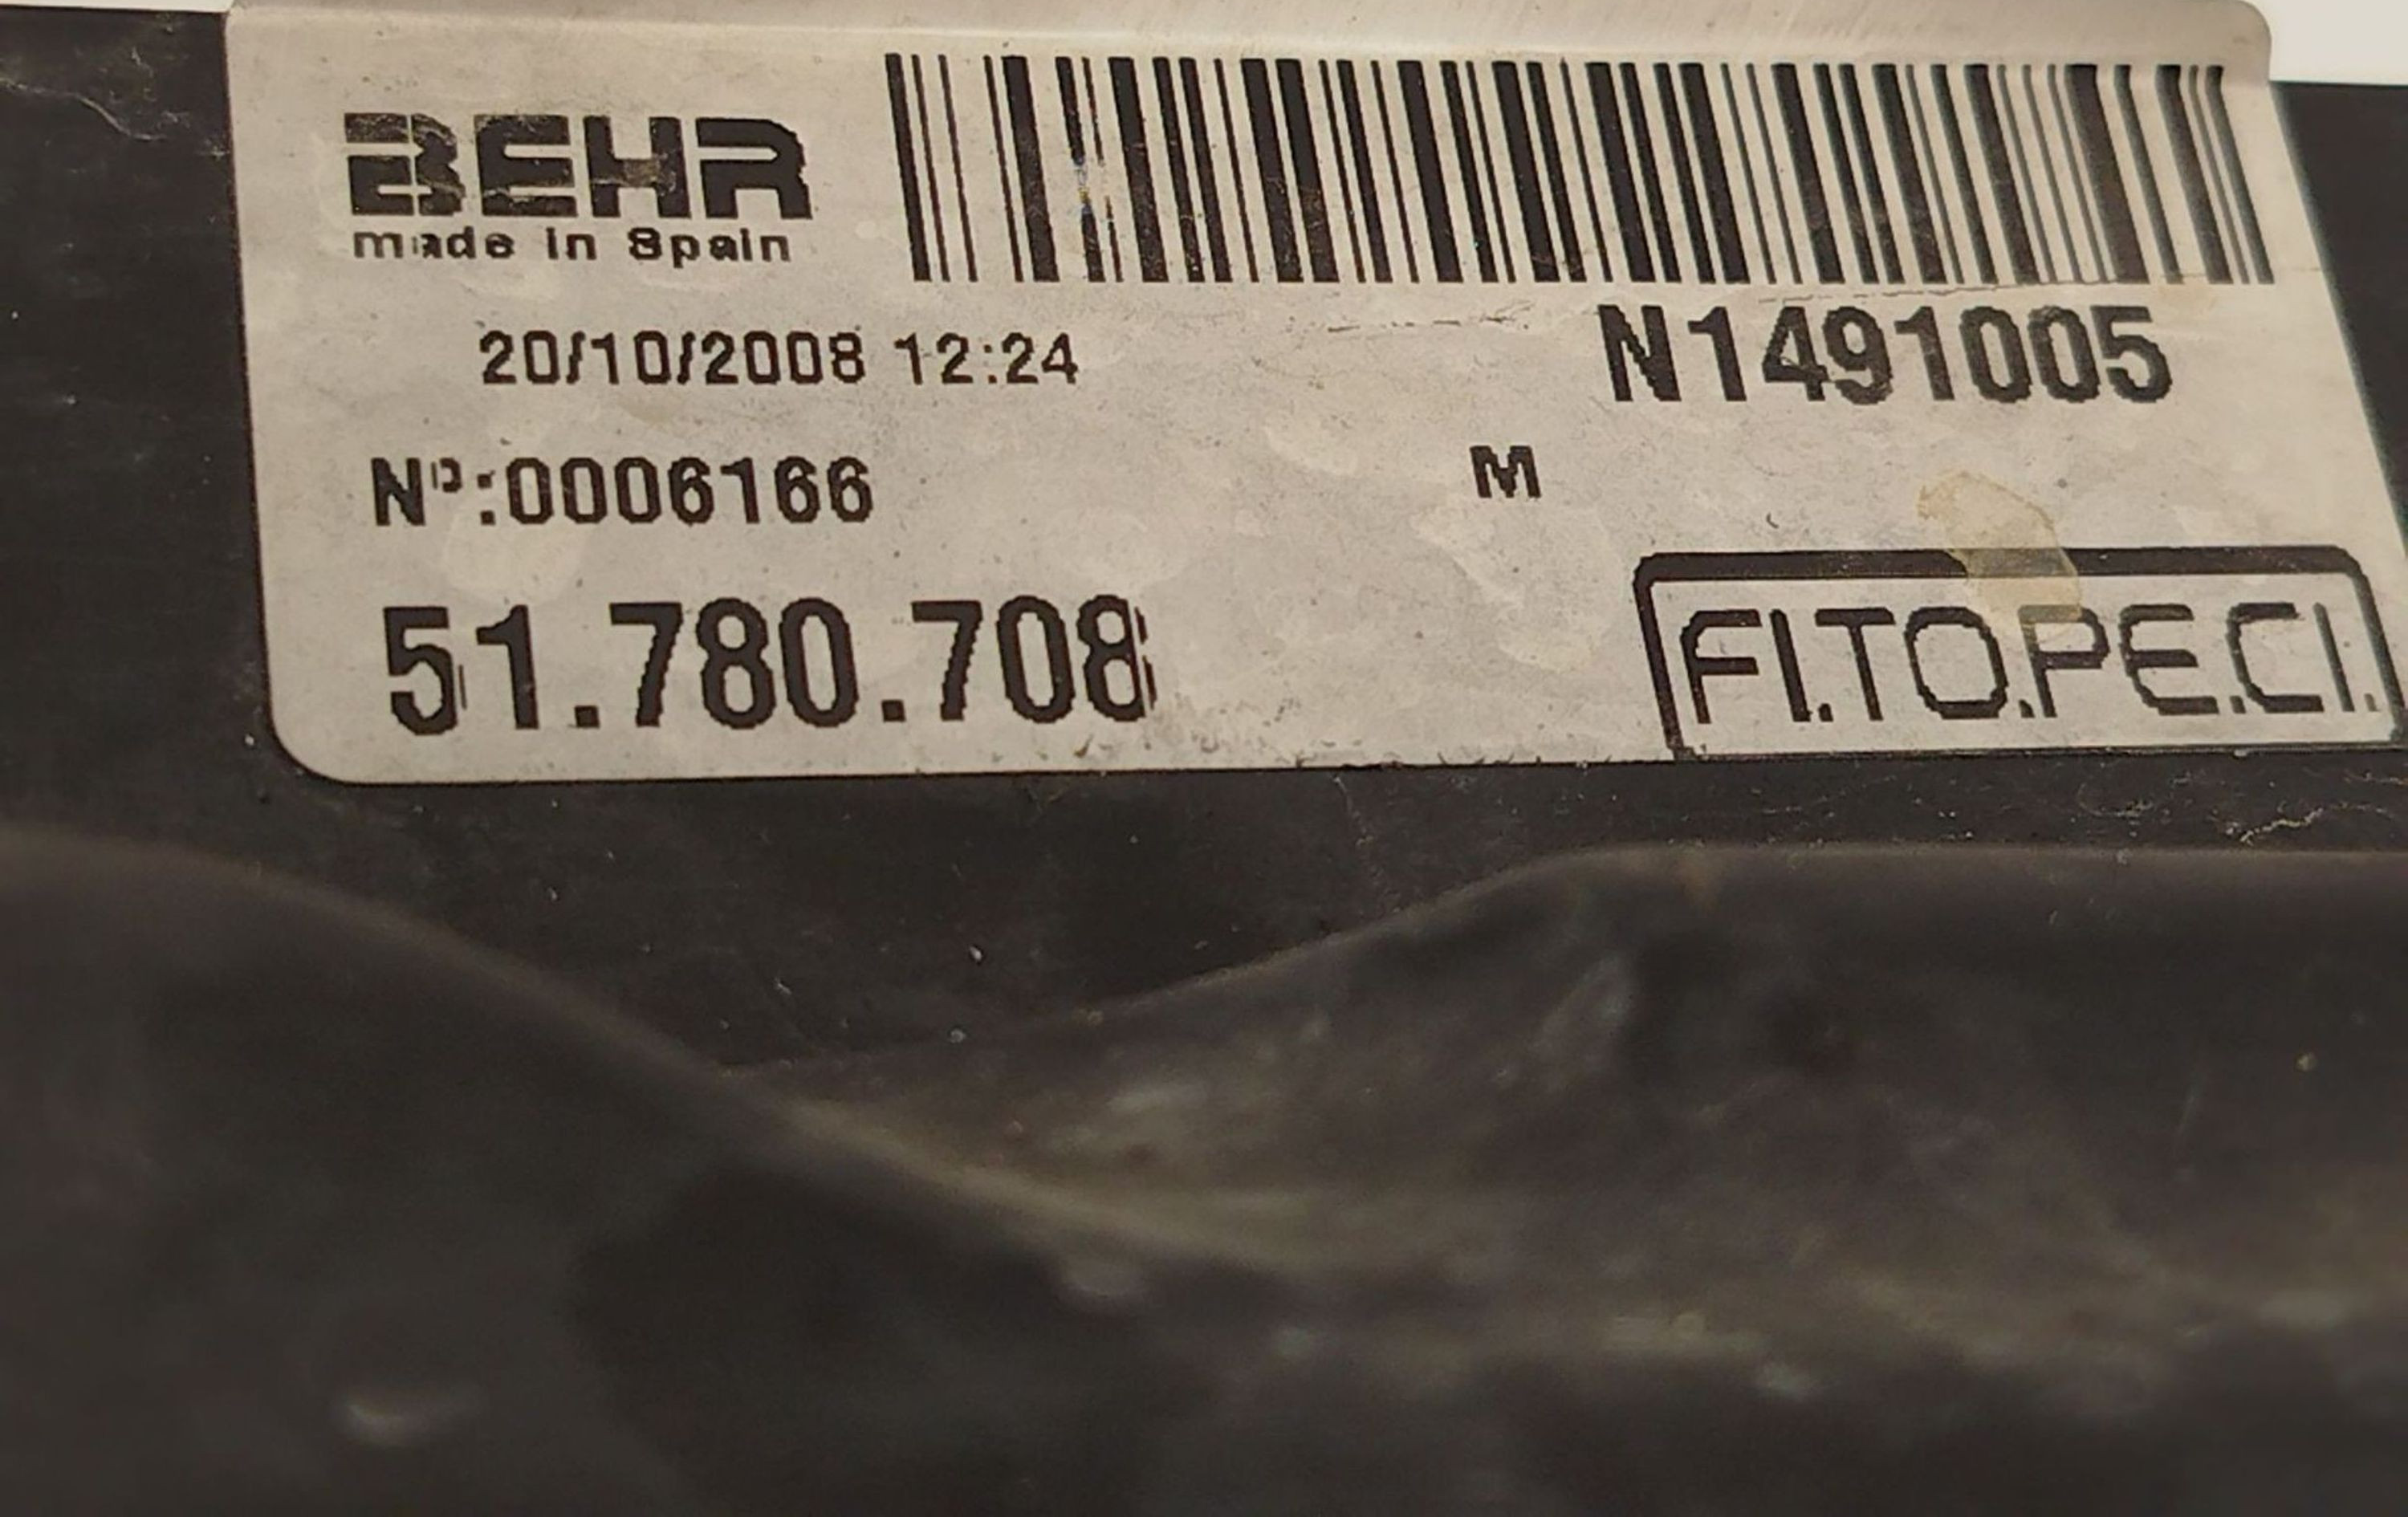 BEHR
made in Spain
20/10/2008 12:24
N1491005
Nº:0006166
M
51.780.708
FI.TO.PE.CI.